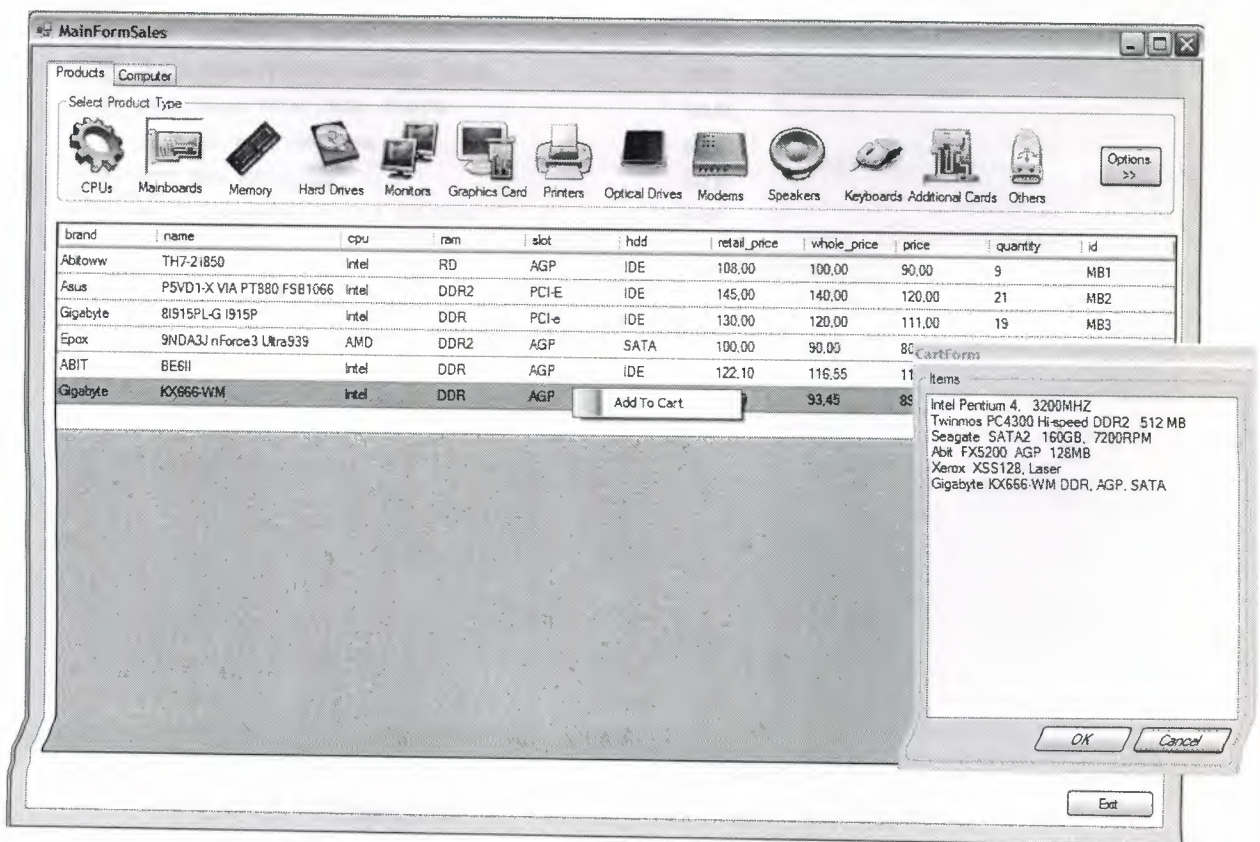 MainFormSales
Products Computer
Select Product Type
CPUs Mainboards Memory Hard Drives Monitors Graphics Card Printers Optical Drives Modems Speakers Keyboards Additional Cards Others
Options >>
brand name cpu ram slot hdd retail_price whole_price price quantity id
Abitoww TH7-2 i850 Intel RD AGP IDE 108,00 100,00 90,00 9 MB1
Asus P5VD1-X VIA PT880 FSB1066 Intel DDR2 PCI-E IDE 145,00 140,00 120,00 21 MB2
Gigabyte 8I915PL-G I915P Intel DDR PCI-e IDE 130,00 120,00 111,00 19 MB3
Epox 9NDA3J nForce3 Ultra939 AMD DDR2 AGP SATA 100,00 90,00 80
ABIT BE6II Intel DDR AGP IDE 122,10 116,55 11
Gigabyte KX666-WM Intel DDR AGP 93,45 89
Add To Cart
CartForm
Items
Intel Pentium 4, 3200MHZ
Twinmos PC4300 Hi-speed DDR2 512 MB
Seagate SATA2 160GB, 7200RPM
Abit FX5200 AGP 128MB
Xerox XSS128, Laser
Gigabyte KX666-WM DDR, AGP, SATA
OK Cancel
Exit